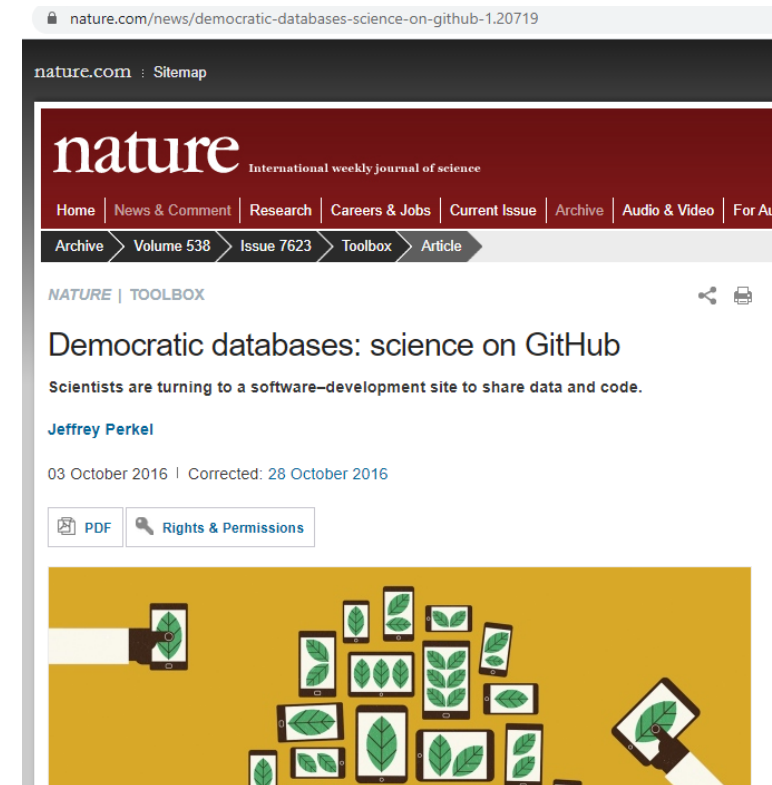 nature.com/news/democratic-databases-science-on-github-1.20719
nature.com : Sitemap
nature International weekly journal of science
Home | News & Comment | Research | Careers & Jobs | Current Issue | Archive | Audio & Video | For
Archive Volume 538 Issue 7623 Toolbox Article
NATURE | TOOLBOX
Democratic databases: science on GitHub
Scientists are turning to a software–development site to share data and code.
Jeffrey Perkel
03 October 2016 | Corrected: 28 October 2016
PDF Rights & Permissions